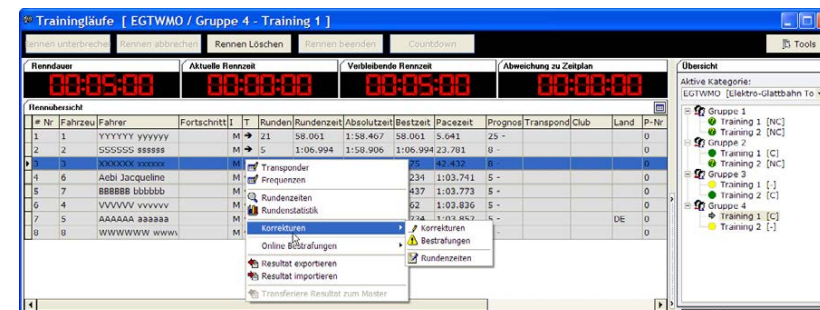 Trainingläufe [ EGTWMO / Gruppe 4 - Training 1 ]
Rennen unterbrechen Rennen abbrechen Rennen Löschen Rennen beenden Countdown Tools
Renndauer Aktuelle Rennzeit Verbleibende Rennzeit Abweichung zu Zeitplan
00:05:00 00:00:00 00:05:00 00:00:00
Übersicht
Aktive Kategorie:
EGTWMO [Elektro-Glattbahn To
Gruppe 1
Training 1 [NC]
Training 2 [NC]
Gruppe 2
Training 1 [C]
Training 2 [NC]
Gruppe 3
Training 1 [-]
Training 2 [C]
Gruppe 4
Training 1 [C]
Training 2 [-]
Rennübersicht
# Nr Fahrzeu Fahrer Fortschritt I T Runden Rundenzeit Absolutzeit Bestzeit Pacezeit Prognos Transpond Club Land P-Nr
1 1 YYYYYY yyyyyy M 21 58.061 1:58.467 58.061 5.641 25 - 0
2 2 SSSSSS ssssss M 5 1:06.994 1:58.906 1:06.994 23.781 8 - 0
3 3 XXXXXX xxxxxx M 75 42.432 8 - 0
4 6 Aebi Jacqueline M 234 1:03.741 5 - 0
5 7 BBBBBB bbbbbb M 437 1:03.773 5 - 0
6 4 VVVVVV vvvvvv M 62 1:03.836 5 - 0
7 5 AAAAAA aaaaaa M 234 1:03.857 5 - DE 0
8 8 WWWWWW wwww M 0
Transponder
Frequenzen
Rundenzeiten
Rundenstatistik
Korrekturen
Online Bestrafungen
Resultat exportieren
Resultat importieren
Transferiere Resultat zum Master
Korrekturen
Bestrafungen
Rundenzeiten